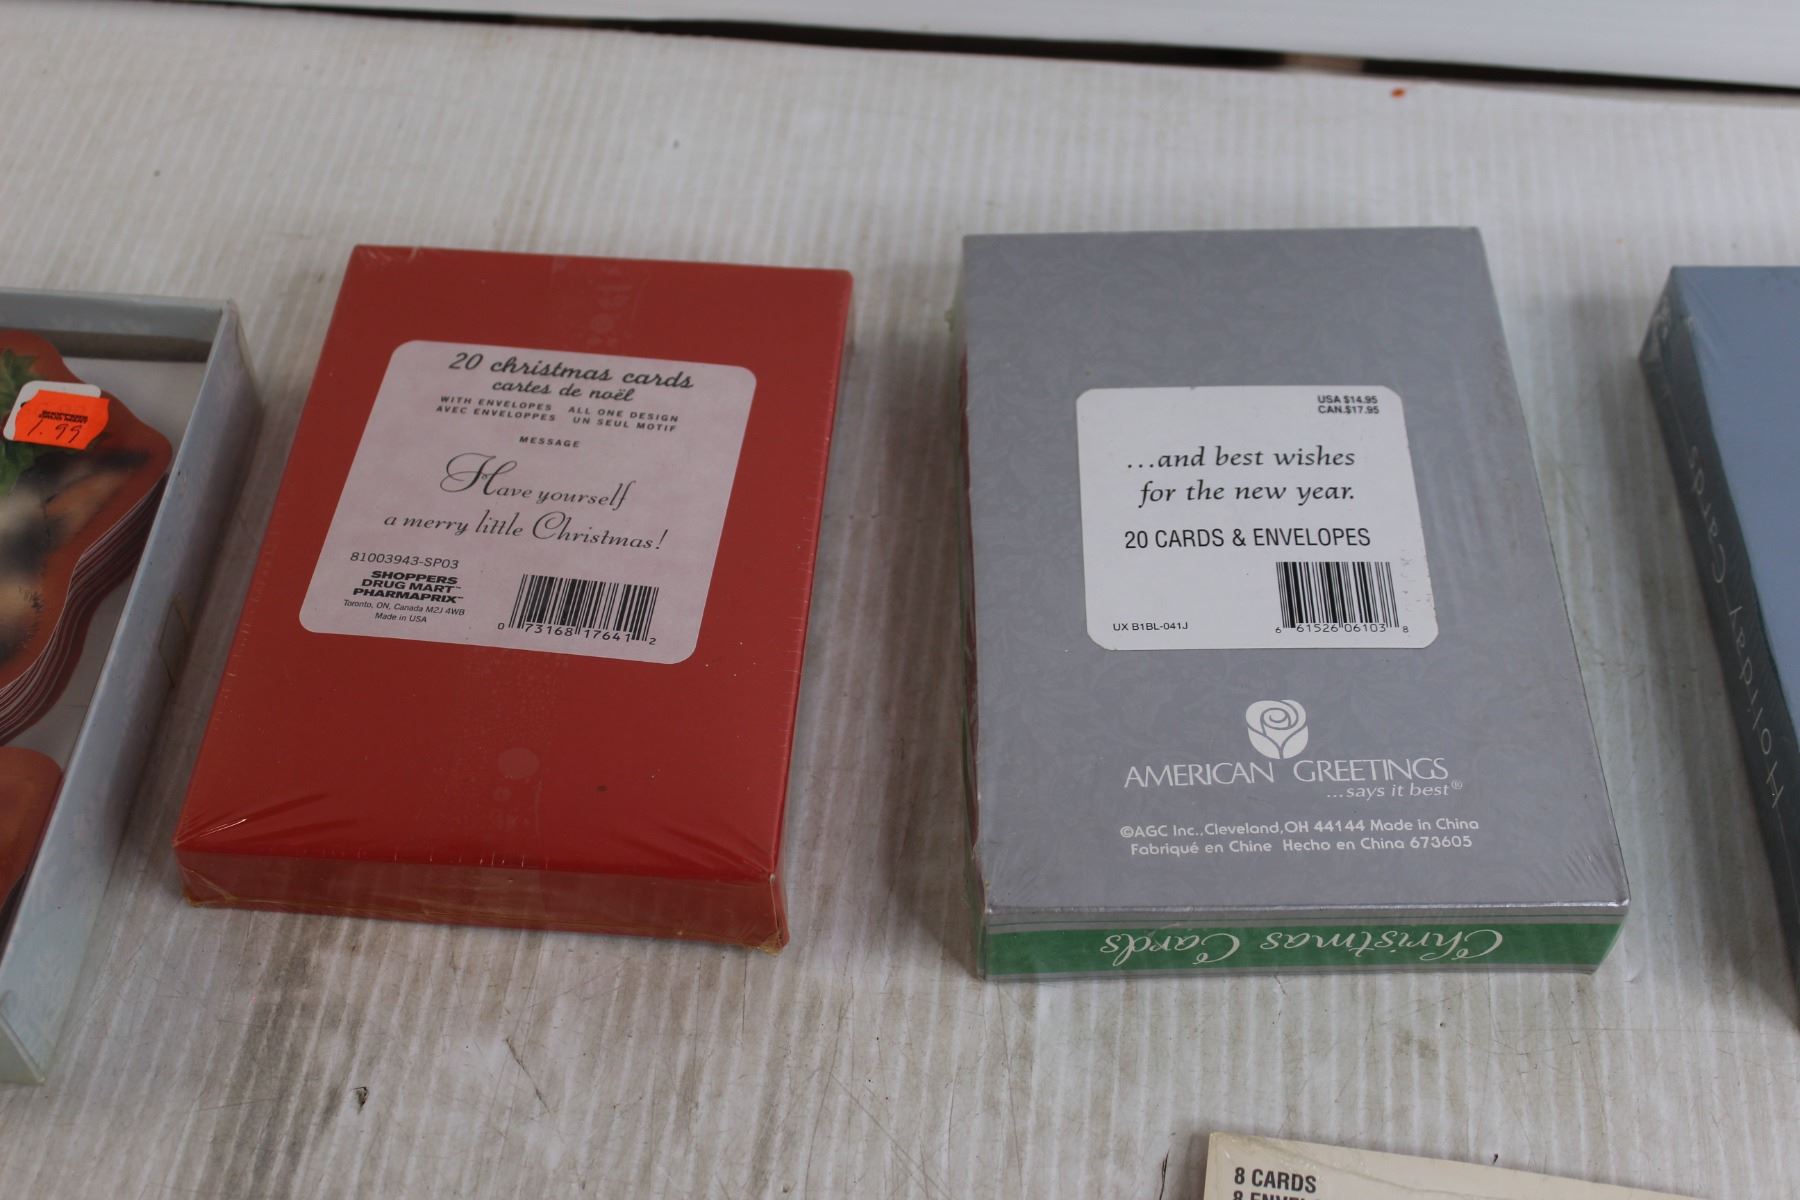 SHOPPERS
DRUG MART
1.99
20 christmas cards
cartes de noël
WITH ENVELOPES ALL ONE DESIGN
AVEC ENVELOPPES UN SEUL MOTIF
MESSAGE
Have yourself
a merry little Christmas!
81003943-SP03
SHOPPERS
DRUG MART™
PHARMAPRIX™
Toronto, ON, Canada M2J 4W8
Made in USA
0 73168 17641 2
USA $14.95
CAN.$17.95
...and best wishes
for the new year.
20 CARDS & ENVELOPES
UX B1BL-041J
6 61526 06103 8
AMERICAN GREETINGS
...says it best®
©AGC Inc., Cleveland, OH 44144 Made in China
Fabriqué en Chine Hecho en China 673605
Christmas Cards
Holiday Cards
8 CARDS